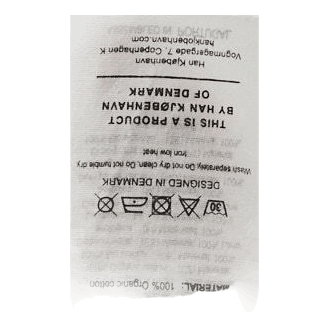 MATERIAL: 100% Organic cotton
30
DESIGNED IN DENMARK
Wash separately, Do not Dry, clean, Do not tumble dry
Iron low heat
THIS IS A PRODUCT
BY HAN KJØBENHAVN
OF DENMARK
Han Kjøbenhavn
Vognmagergade 7, Copenhagen K
hankjobenhavn.com